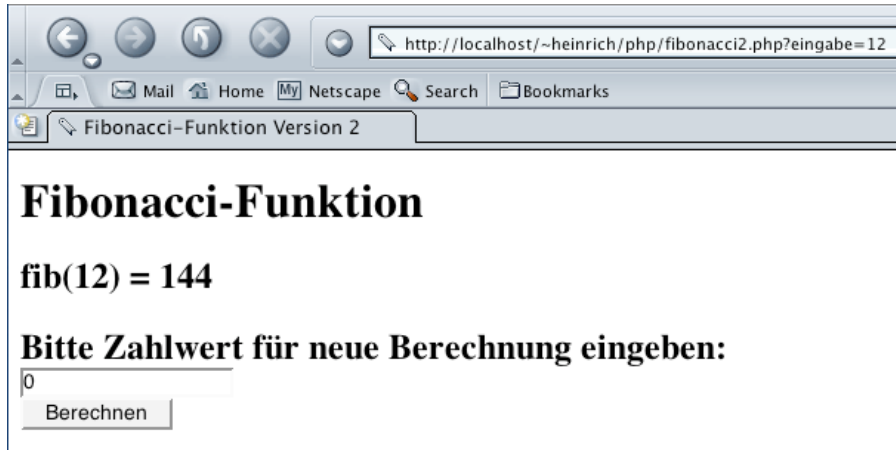 http://localhost/~heinrich/php/fibonacci2.php?eingabe=12
Mail Home My Netscape Search Bookmarks
Fibonacci-Funktion Version 2
Fibonacci-Funktion
fib(12) = 144
Bitte Zahlwert für neue Berechnung eingeben:
0
Berechnen